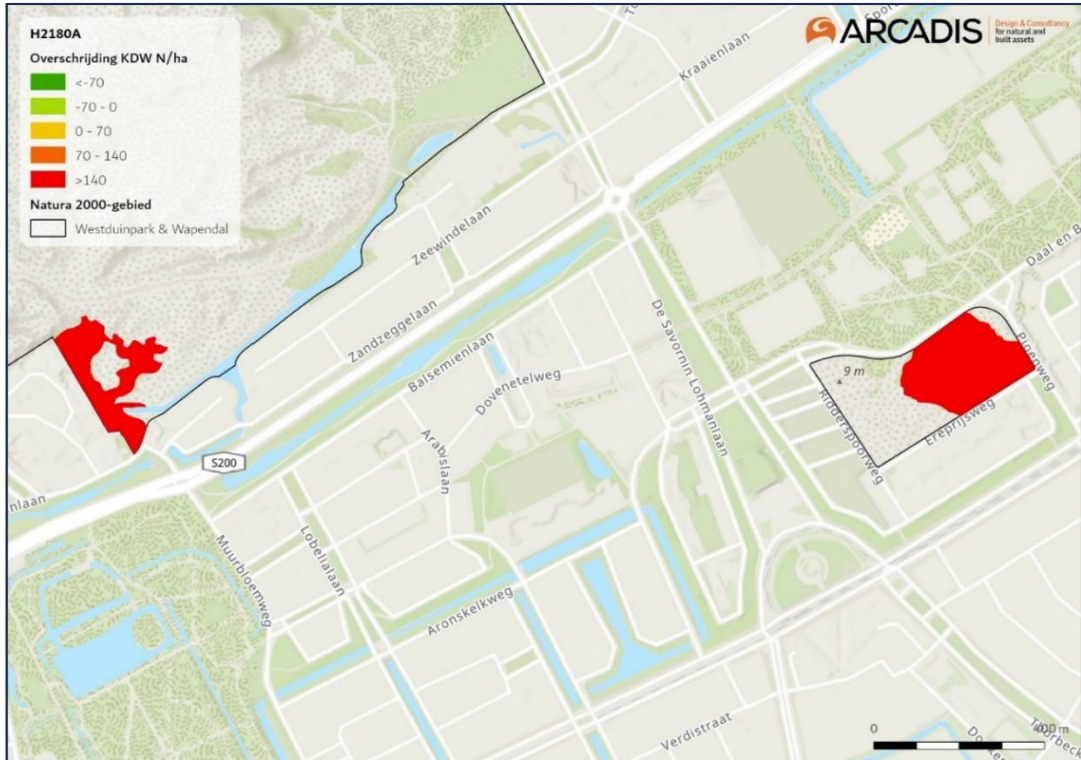 H2180A
Overschrijding KDW N/ha
<-70
-70 - 0
0 - 70
70 - 140
>140
Natura 2000-gebied
Westduinpark & Wapendal
ARCADIS
Design & Consultancy
for natural and
built assets
Kraaienlaan
Zeewindelaan
Zandzeggelaan
Balsemienlaan
De Savornin Lohmanlaan
Daal en B
Pioenweg
9 m
Ridderspoorweg
Ereprijsweg
Dovenetelweg
Arabislaan
S200
nlaan
Muurbloemweg
Lobelialaan
Aronskelkweg
Verdistraat
0